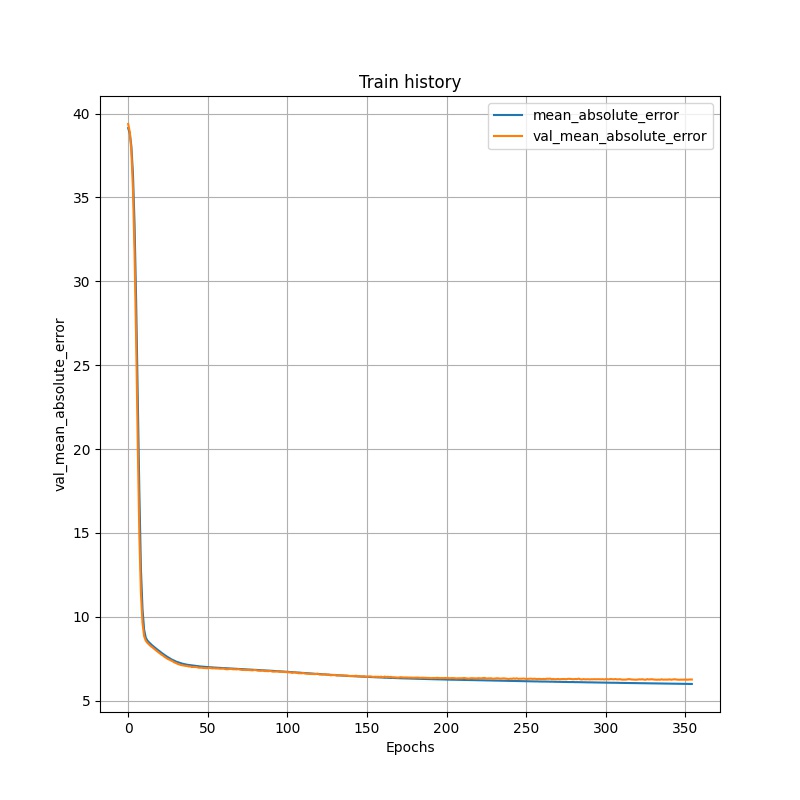 Train history
mean_absolute_error
val_mean_absolute_error
40
35
30
25
20
15
10
5
val_mean_absolute_error
0 50 100 150 200 250 300 350
Epochs